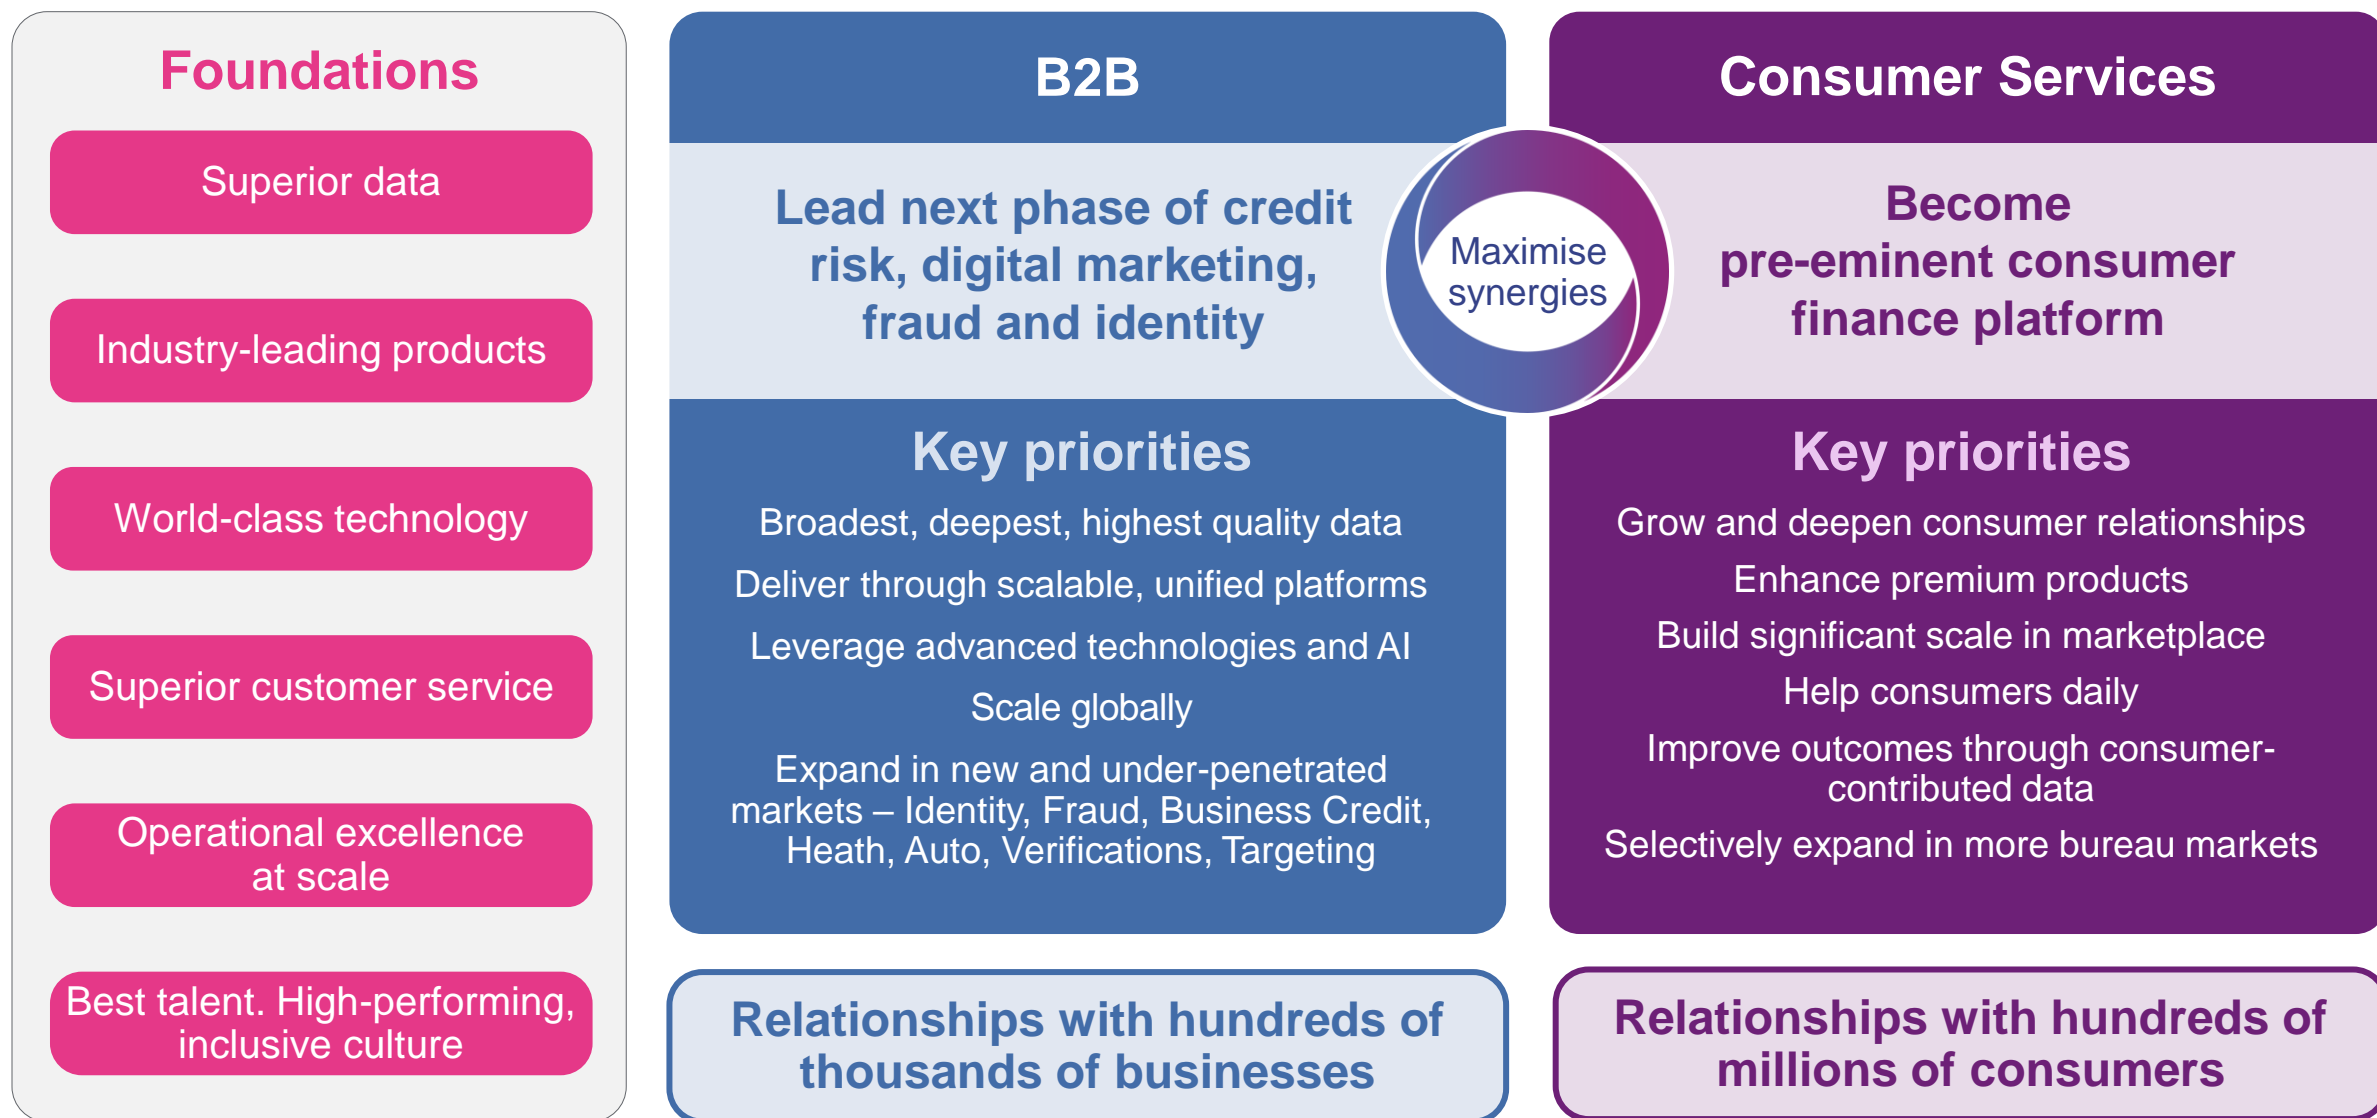 Foundations
Superior data
Industry-leading products
World-class technology
Superior customer service
Operational excellence
at scale
Best talent. High-performing,
inclusive culture
B2B
Lead next phase of credit
risk, digital marketing,
fraud and identity
Key priorities
Broadest, deepest, highest quality data
Deliver through scalable, unified platforms
Leverage advanced technologies and AI
Scale globally
Expand in new and under-penetrated
markets – Identity, Fraud, Business Credit,
Heath, Auto, Verifications, Targeting
Relationships with hundreds of
thousands of businesses
Maximise
synergies
Consumer Services
Become
pre-eminent consumer
finance platform
Key priorities
Grow and deepen consumer relationships
Enhance premium products
Build significant scale in marketplace
Help consumers daily
Improve outcomes through consumer-
contributed data
Selectively expand in more bureau markets
Relationships with hundreds of
millions of consumers